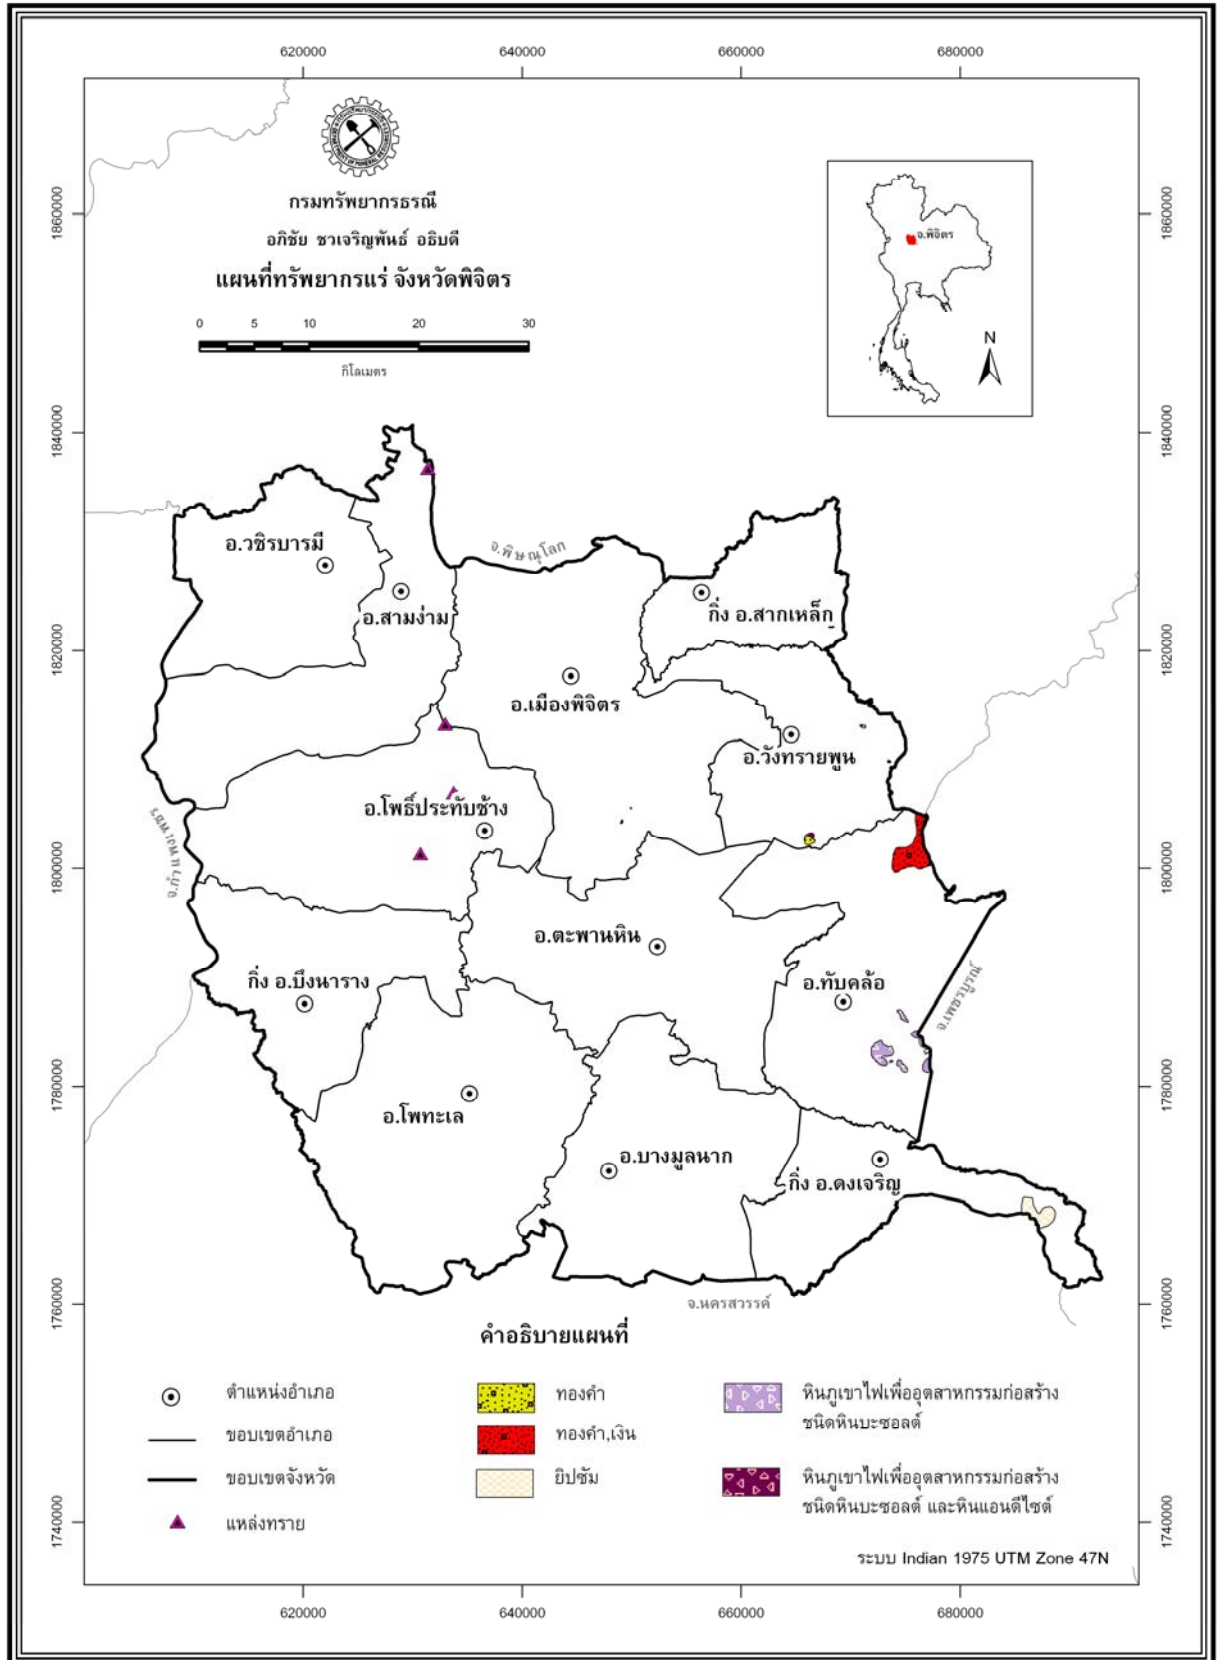 620000
640000
660000
680000
กรมทรัพยากรธรณี
อภิชัย ชวเจริญพันธ์ อธิบดี
แผนที่ทรัพยากรแร่ จังหวัดพิจิตร
0 5 10 20 30
กิโลเมตร
จ.พิจิตร
N
1860000
1860000
1840000
1840000
จ.พิษณุโลก
อ.วชิรบารมี
อ.สามง่าม
กิ่ง อ.สากเหล็ก
1820000
1820000
อ.เมืองพิจิตร
อ.วังทรายพูน
อ.โพธิ์ประทับช้าง
จ.กำแพงเพชร
1800000
1800000
อ.ตะพานหิน
กิ่ง อ.บึงนาราง
อ.ทับคล้อ
จ.เพชรบูรณ์
1780000
1780000
อ.โพทะเล
อ.บางมูลนาก
กิ่ง อ.ดงเจริญ
จ.นครสวรรค์
1760000
1760000
คำอธิบายแผนที่
ตำแหน่งอำเภอ
ขอบเขตอำเภอ
ขอบเขตจังหวัด
แหล่งทราย
ทองคำ
ทองคำ,เงิน
ยิปซัม
หินภูเขาไฟเพื่ออุตสาหกรรมก่อสร้าง
ชนิดหินบะซอลต์
หินภูเขาไฟเพื่ออุตสาหกรรมก่อสร้าง
ชนิดหินบะซอลต์ และหินแอนดีไซต์
1740000
1740000
ระบบ Indian 1975 UTM Zone 47N
620000
640000
660000
680000